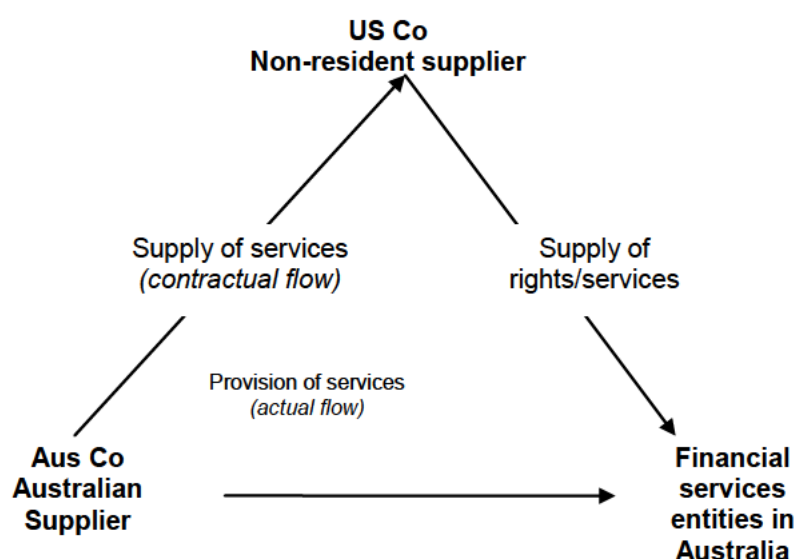 US Co
Non-resident supplier
Supply of services
(contractual flow)
Supply of
rights/services
Provision of services
(actual flow)
Aus Co
Australian
Supplier
Financial
services
entities in
Australia